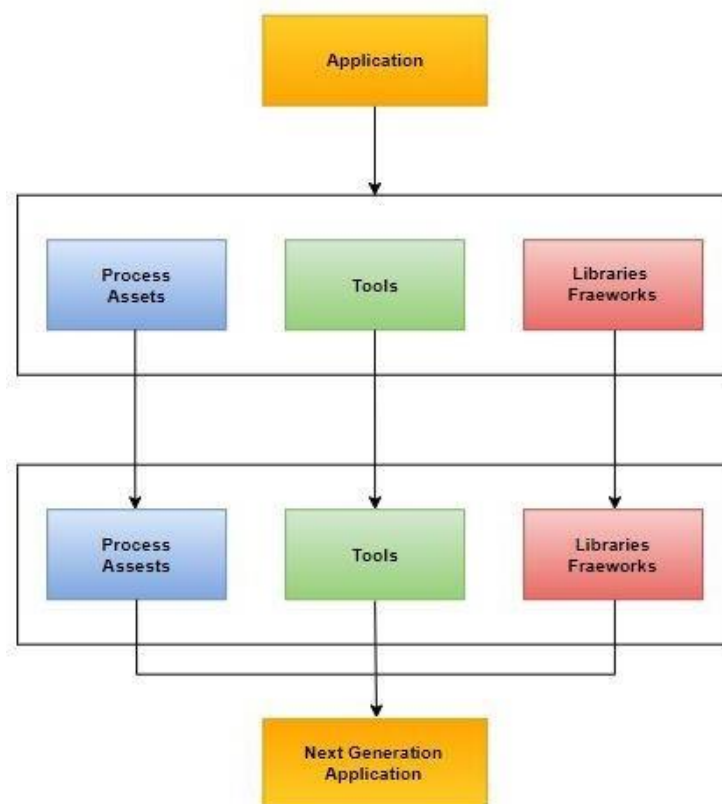 Application
Process
Assets
Tools
Libraries
Fraeworks
Process
Assests
Tools
Libraries
Fraeworks
Next Generation
Application